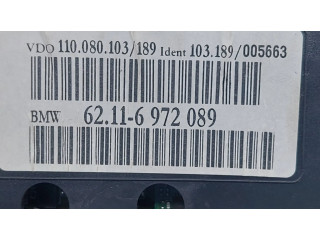 VDO 110.080.103/189 Ident 103.189/005663
BMW 62.11-6 972 089